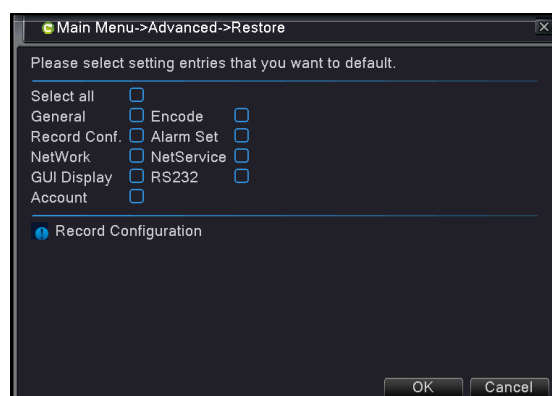 Main Menu->Advanced->Restore
Please select setting entries that you want to default.
Select all
General Encode
Record Conf. Alarm Set
NetWork NetService
GUI Display RS232
Account
Record Configuration
OK Cancel